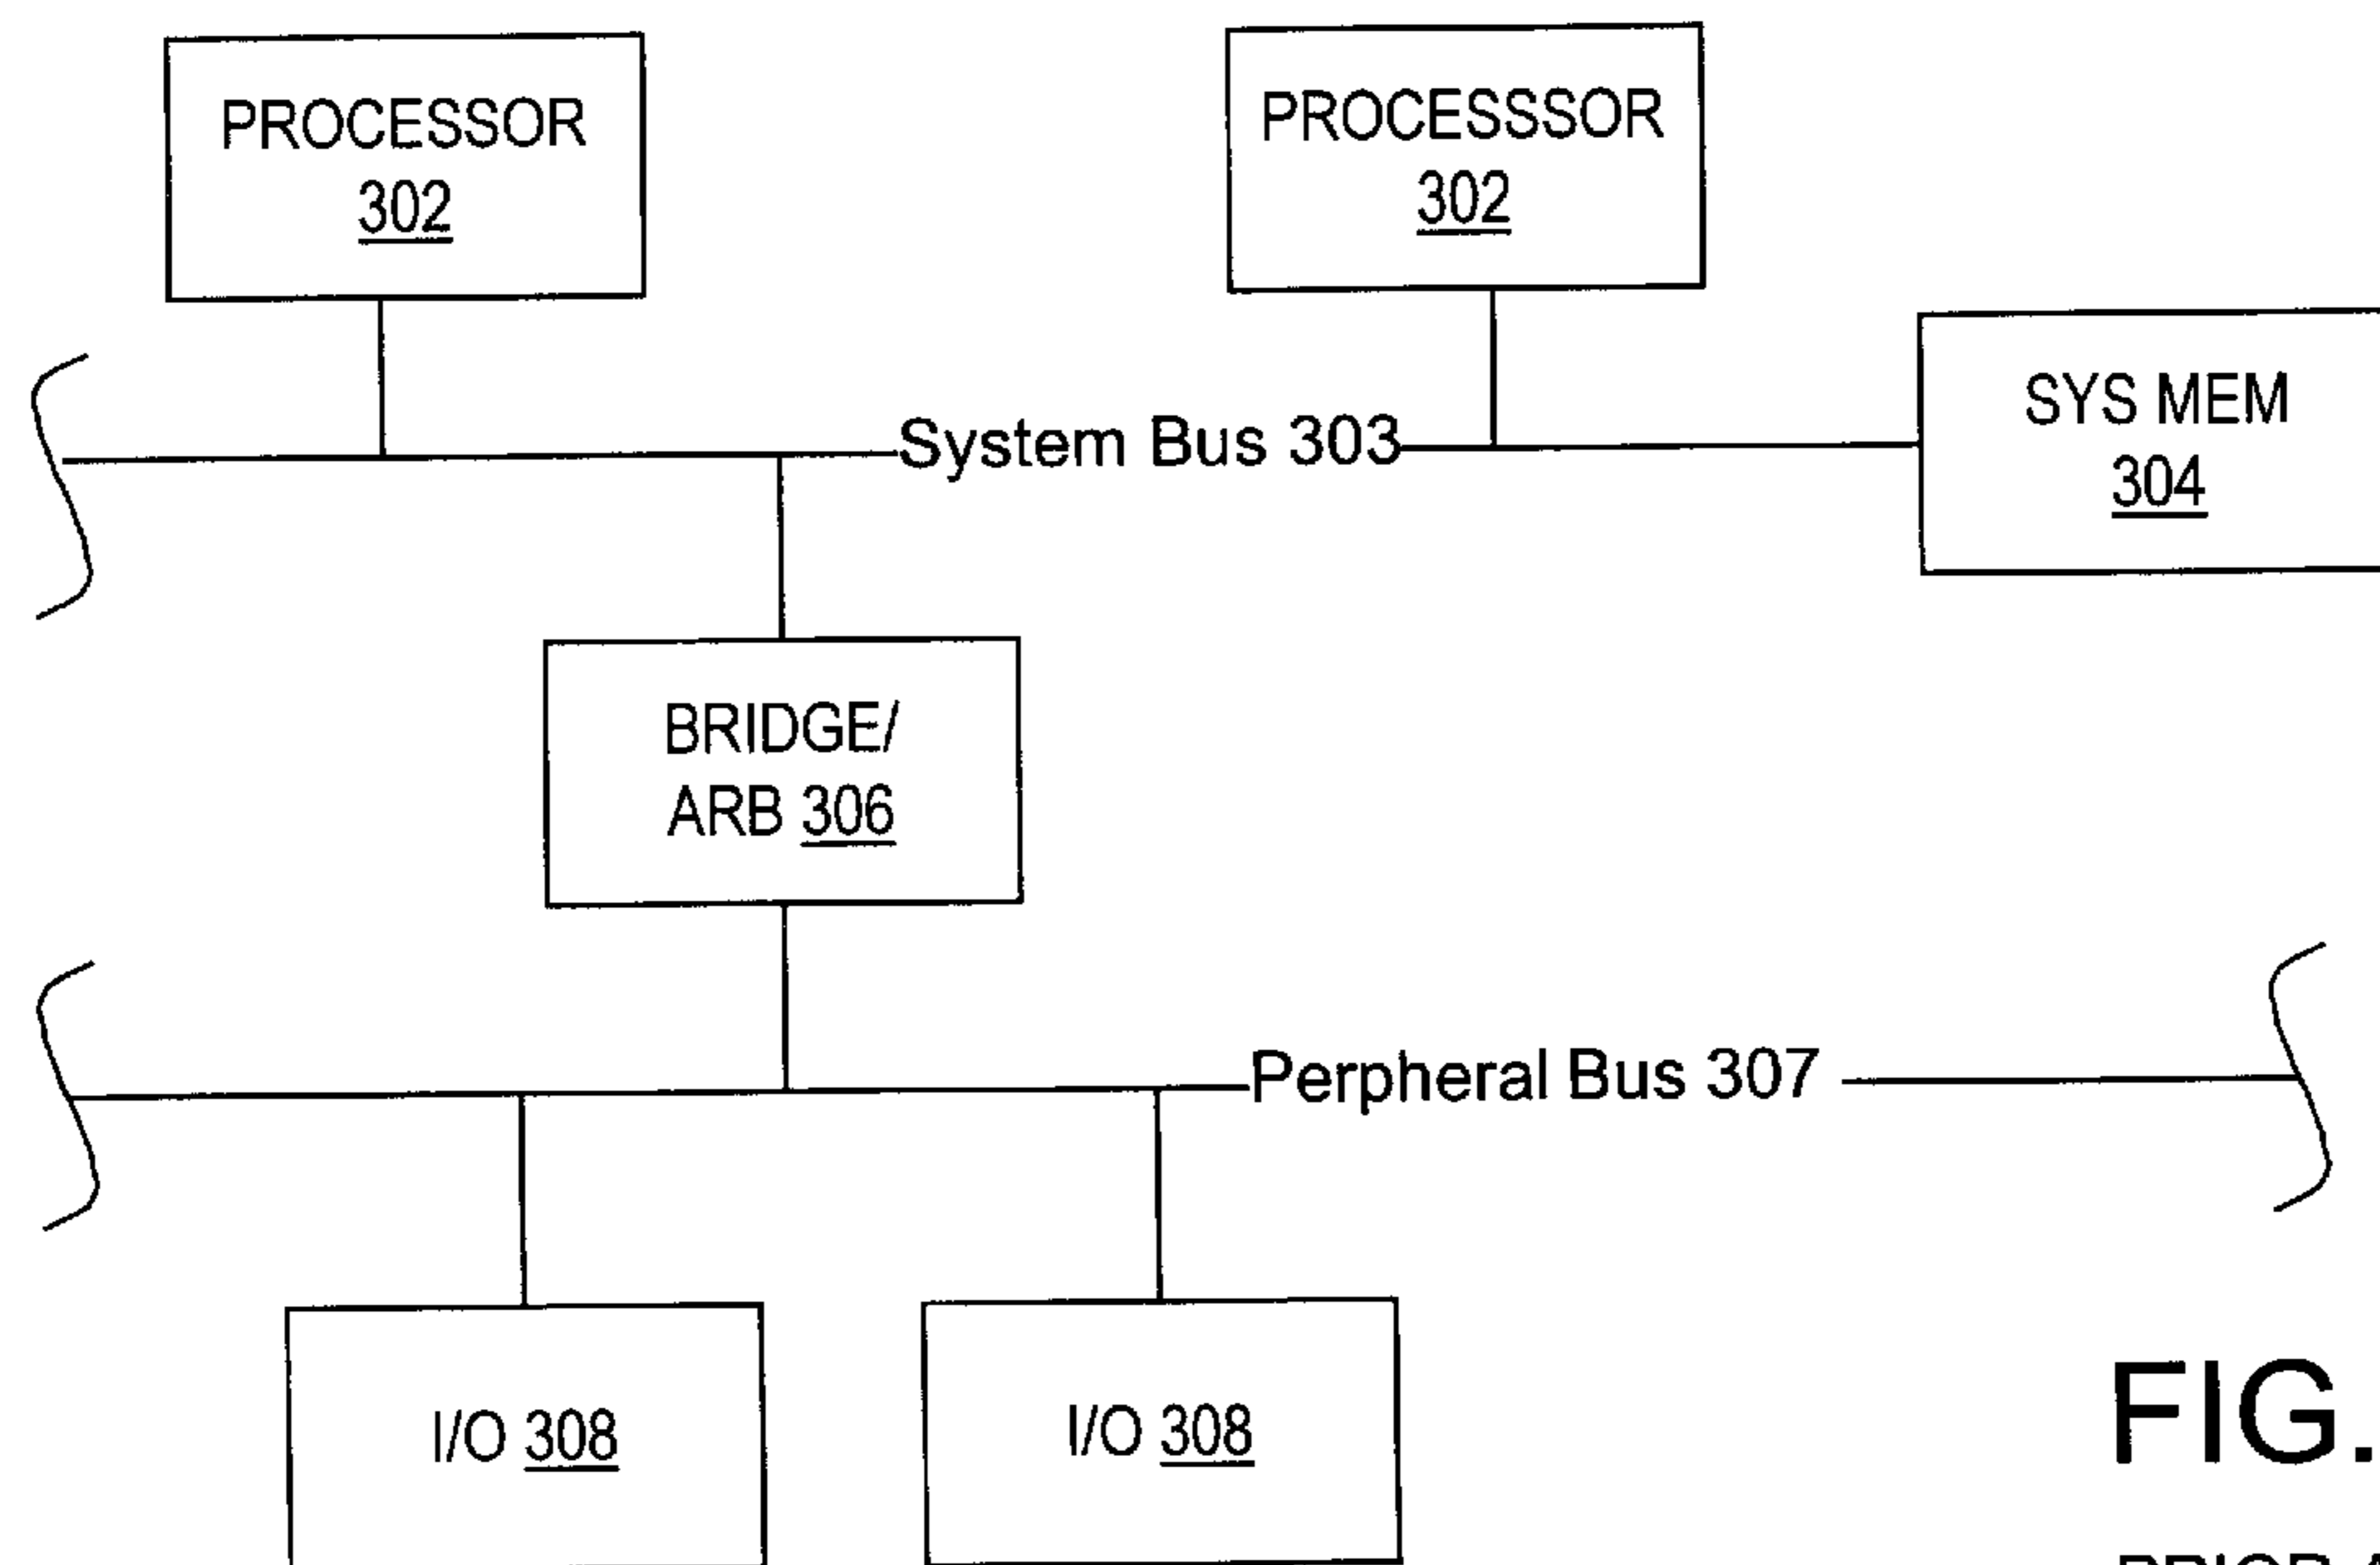 PROCESSOR
302
PROCESSSOR
302
System Bus 303
SYS MEM
304
BRIDGE/
ARB 306
Perpheral Bus 307
I/O 308
I/O 308
FIG.